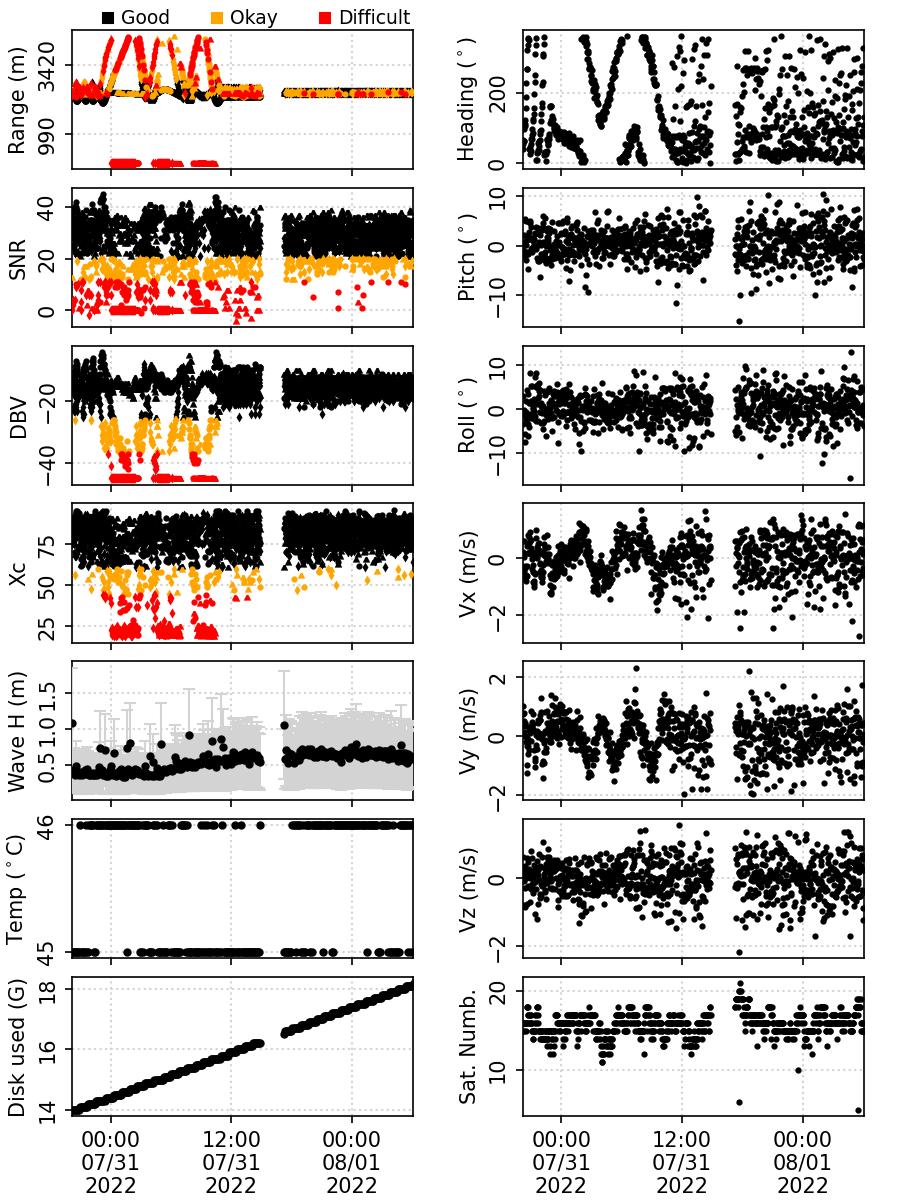 Good Okay Difficult
Range (m)
3420
990
Heading (°)
200
0
SNR
40
20
0
Pitch (°)
10
0
−10
DBV
−20
−40
Roll (°)
10
0
−10
Xc
75
50
25
Vx (m/s)
0
−2
Wave H (m)
1.5
1.0
0.5
Vy (m/s)
2
0
−2
Temp (°C)
46
45
Vz (m/s)
0
−2
Disk used (G)
18
16
14
Sat. Numb.
20
10
00:00 12:00 00:00
07/31 07/31 08/01
2022 2022 2022
00:00 12:00 00:00
07/31 07/31 08/01
2022 2022 2022